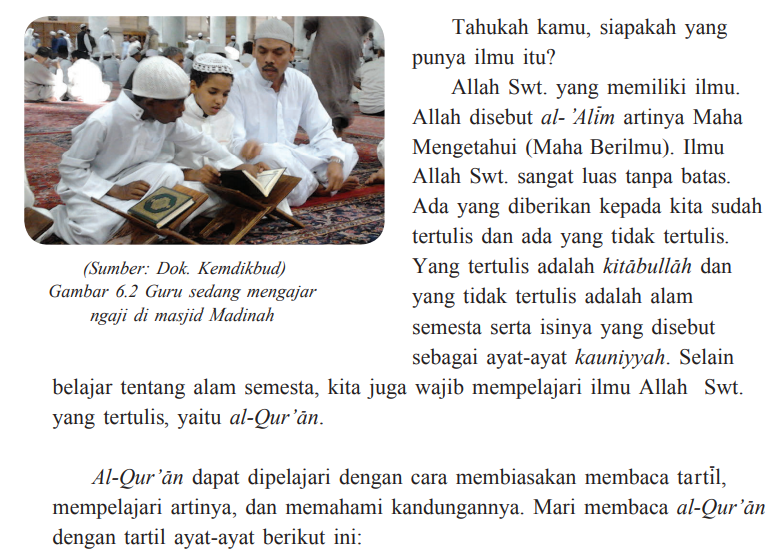 Tahukah kamu, siapakah yang
punya ilmu itu?
Allah Swt. yang memiliki ilmu.
Allah disebut al-’Alīm artinya Maha
Mengetahui (Maha Berilmu). Ilmu
Allah Swt. sangat luas tanpa batas.
Ada yang diberikan kepada kita sudah
tertulis dan ada yang tidak tertulis.
Yang tertulis adalah kitābullāh dan
yang tidak tertulis adalah alam
semesta serta isinya yang disebut
sebagai ayat-ayat kauniyyah. Selain
belajar tentang alam semesta, kita juga wajib mempelajari ilmu Allah Swt.
yang tertulis, yaitu al-Qur’ān.
(Sumber: Dok. Kemdikbud)
Gambar 6.2 Guru sedang mengajar
ngaji di masjid Madinah
Al-Qur’ān dapat dipelajari dengan cara membiasakan membaca tartīl,
mempelajari artinya, dan memahami kandungannya. Mari membaca al-Qur’ān
dengan tartil ayat-ayat berikut ini: